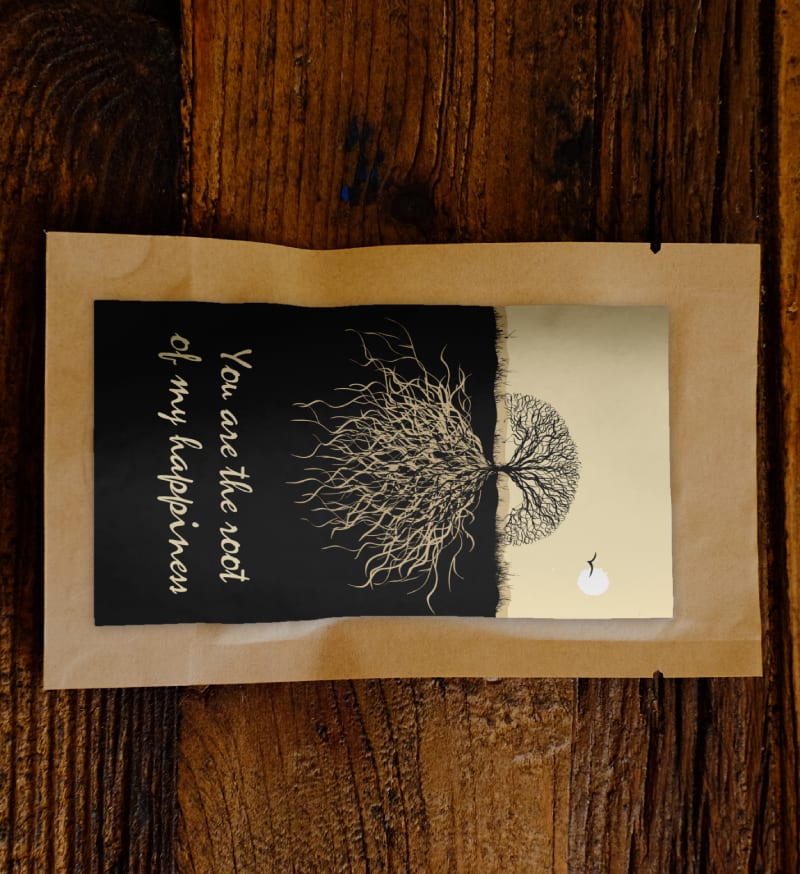 You are the root
of my happiness